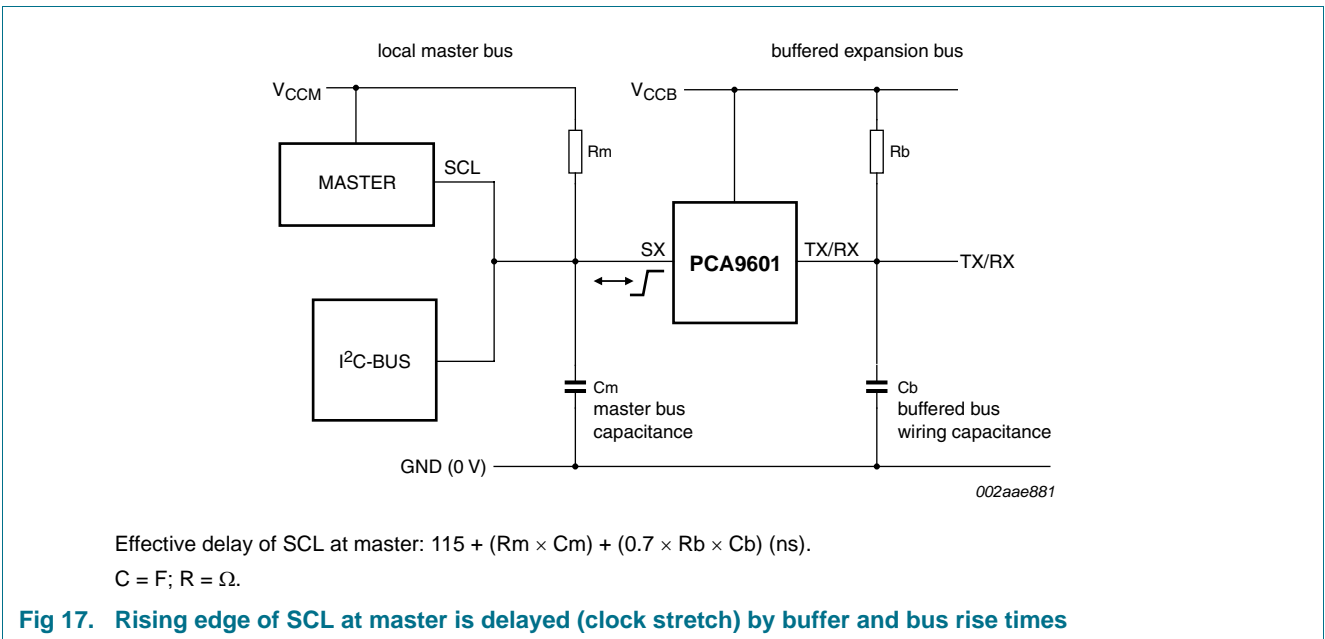 local master bus
buffered expansion bus
VCCM
VCCB
Rm
Rb
MASTER
SCL
SX
PCA9601
TX/RX
TX/RX
I2C-BUS
Cm
master bus
capacitance
Cb
buffered bus
wiring capacitance
GND (0 V)
002aae881
Effective delay of SCL at master: 115 + (Rm × Cm) + (0.7 × Rb × Cb) (ns).
C = F; R = Ω.
Fig 17. Rising edge of SCL at master is delayed (clock stretch) by buffer and bus rise times